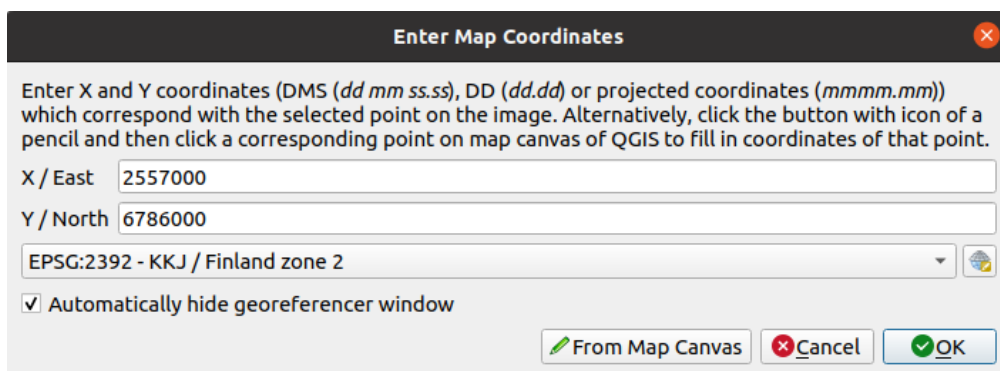 Enter Map Coordinates
Enter X and Y coordinates (DMS (dd mm ss.ss), DD (dd.dd) or projected coordinates (mmmm.mm))
which correspond with the selected point on the image. Alternatively, click the button with icon of a
pencil and then click a corresponding point on map canvas of QGIS to fill in coordinates of that point.
X / East 2557000
Y / North 6786000
EPSG:2392 - KKJ / Finland zone 2
Automatically hide georeferencer window
From Map Canvas Cancel OK